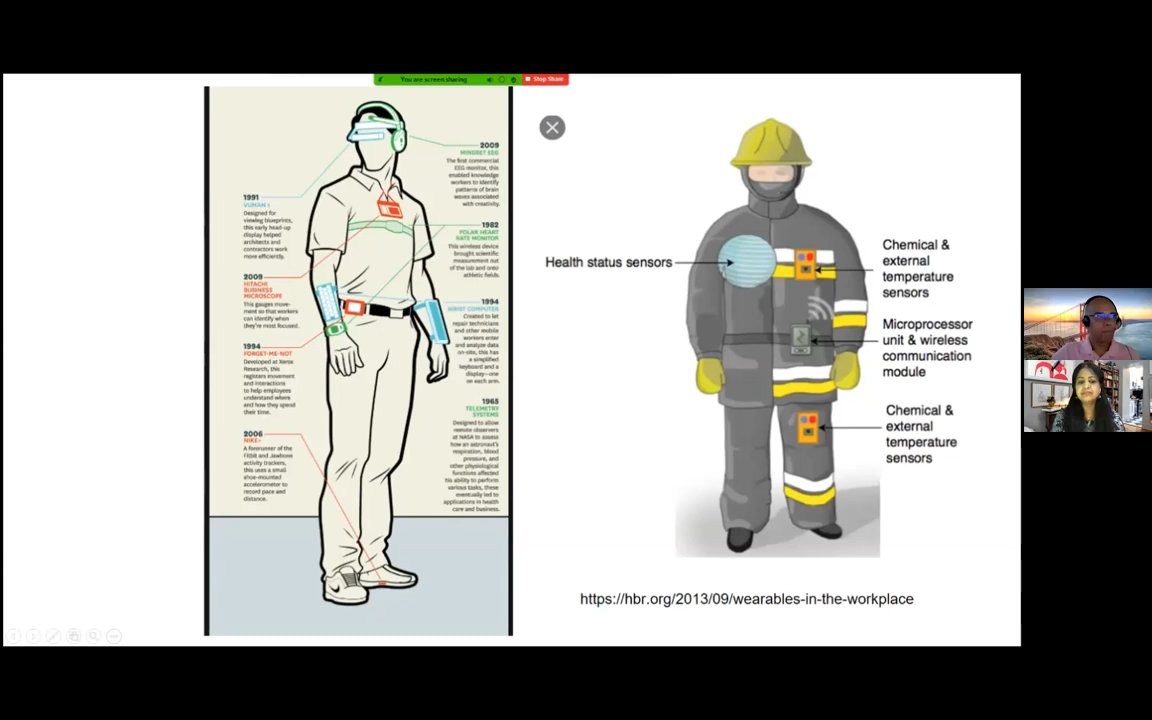 You are screen sharing
Stop Share
1991
VUMAN 1
Designed for
viewing blueprints,
this early head-up
display helped
architects and
contractors work
more efficiently.
2009
HITACHI
BUSINESS
MICROSCOPE
This gauges move-
ment so that workers
can identify when
they're most focused.
1994
FORGET-ME-NOT
Developed at Xerox
Research, this
registers movement
and interactions
to help employees
understand where
and how they spend
their time.
2006
NIKE+
A forerunner of the
Fitbit and Jawbone
activity trackers,
this uses a small
shoe-mounted
accelerometer to
record pace and
distance.
2009
MINDSET EEG
The first commercial
EEG monitor, this
enabled knowledge
workers to identify
patterns of brain
waves associated
with creativity.
1982
POLAR HEART
RATE MONITOR
This wireless device
brought scientific
measurement out
of the lab and onto
athletic fields.
1994
WRIST COMPUTER
Created to let
repair technicians
and other mobile
workers enter
and analyze data
on-site, this has
a simplified
keyboard and a
display—one
on each arm.
1965
TELEMETRY
SYSTEMS
Designed to allow
remote observers
at NASA to assess
how an astronaut's
respiration, blood
pressure, and
other physiological
functions affected
his ability to perform
various tasks, these
eventually led to
applications in health
care and business.
Health status sensors
Chemical &
external
temperature
sensors
Microprocessor
unit & wireless
communication
module
Chemical &
external
temperature
sensors
https://hbr.org/2013/09/wearables-in-the-workplace